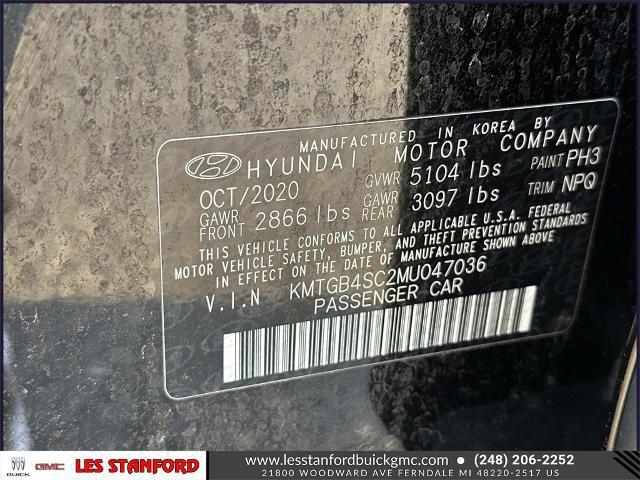 MANUFACTURED IN KOREA BY
HYUNDAI MOTOR COMPANY
OCT/2020 GVWR 5104 lbs PAINT PH3
GAWR FRONT 2866 lbs GAWR REAR 3097 lbs TRIM NPQ
THIS VEHICLE CONFORMS TO ALL APPLICABLE U.S.A. FEDERAL
MOTOR VEHICLE SAFETY, BUMPER, AND THEFT PREVENTION STANDARDS
IN EFFECT ON THE DATE OF MANUFACTURE SHOWN ABOVE
V.I.N KMTGB4SC2MU047036
PASSENGER CAR
BUICK GMC LES STANFORD
www.lesstanfordbuickgmc.com • (248) 206-2252
21800 WOODWARD AVE FERNDALE MI 48220-2517 US